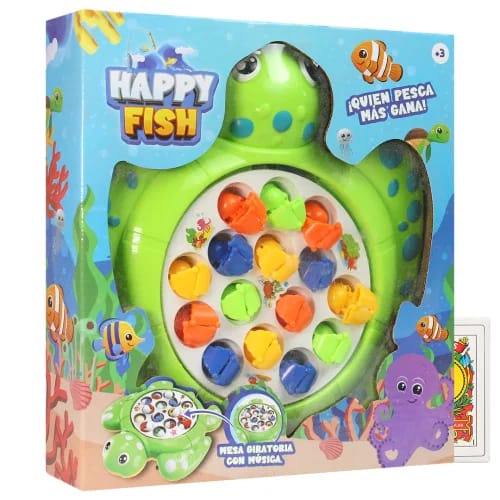 HAPPY
FISH
+3
¡QUIEN PESCA
MÁS GANA!
MESA GIRATORIA
CON MÚSICA